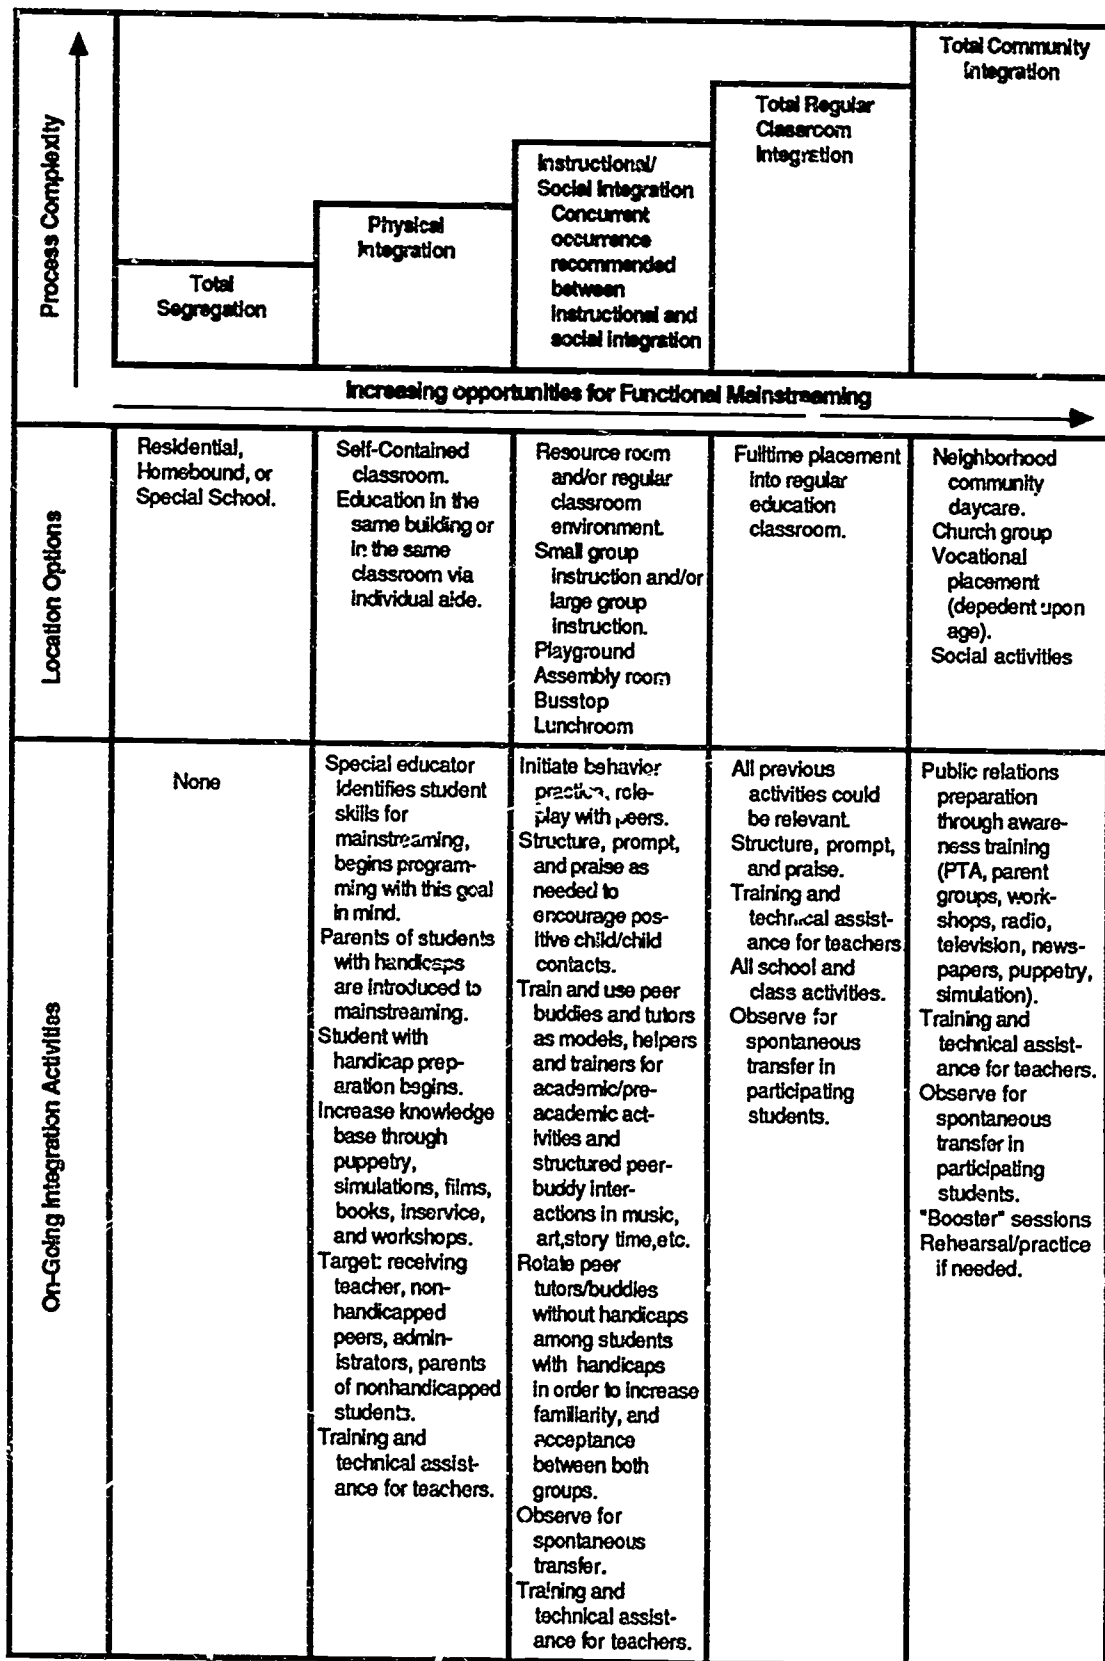 Process Complexity
Total
Segregation
Physical
Integration
Instructional/
Social Integration
Concurrent
occurrence
recommended
between
instructional and
social integration
Total Regular
Classroom
Integration
Total Community
Integration
Increasing opportunities for Functional Mainstreaming
Location Options
Residential,
Homebound, or
Special School.
Self-Contained
classroom.
Education in the
same building or
in the same
classroom via
individual aide.
Resource room
and/or regular
classroom
environment.
Small group
instruction and/or
large group
instruction.
Playground
Assembly room
Busstop
Lunchroom
Fulltime placement
into regular
education
classroom.
Neighborhood
community
daycare.
Church group
Vocational
placement
(depedent upon
age).
Social activities
On-Going Integration Activities
None
Special educator
identifies student
skills for
mainstreaming,
begins program-
ming with this goal
in mind.
Parents of students
with handicaps
are introduced to
mainstreaming.
Student with
handicap prep-
aration begins.
Increase knowledge
base through
puppetry,
simulations, films,
books, inservice,
and workshops.
Target: receiving
teacher, non-
handicapped
peers, admin-
istrators, parents
of nonhandicapped
students.
Training and
technical assist-
ance for teachers.
Initiate behavior
practice, role-
play with peers.
Structure, prompt,
and praise as
needed to
encourage pos-
itive child/child
contacts.
Train and use peer
buddies and tutors
as models, helpers
and trainers for
academic/pre-
academic act-
ivities and
structured peer-
buddy inter-
actions in music,
art,story time,etc.
Rotate peer
tutors/buddies
without handicaps
among students
with handicaps
in order to increase
familiarity, and
acceptance
between both
groups.
Observe for
spontaneous
transfer.
Training and
technical assist-
ance for teachers.
All previous
activities could
be relevant.
Structure, prompt,
and praise.
Training and
technical assist-
ance for teachers.
All school and
class activities.
Observe for
spontaneous
transfer in
participating
students.
Public relations
preparation
through aware-
ness training
(PTA, parent
groups, work-
shops, radio,
television, news-
papers, puppetry,
simulation).
Training and
technical assist-
ance for teachers.
Observe for
spontaneous
transfer in
participating
students.
"Booster" sessions
Rehearsal/practice
if needed.